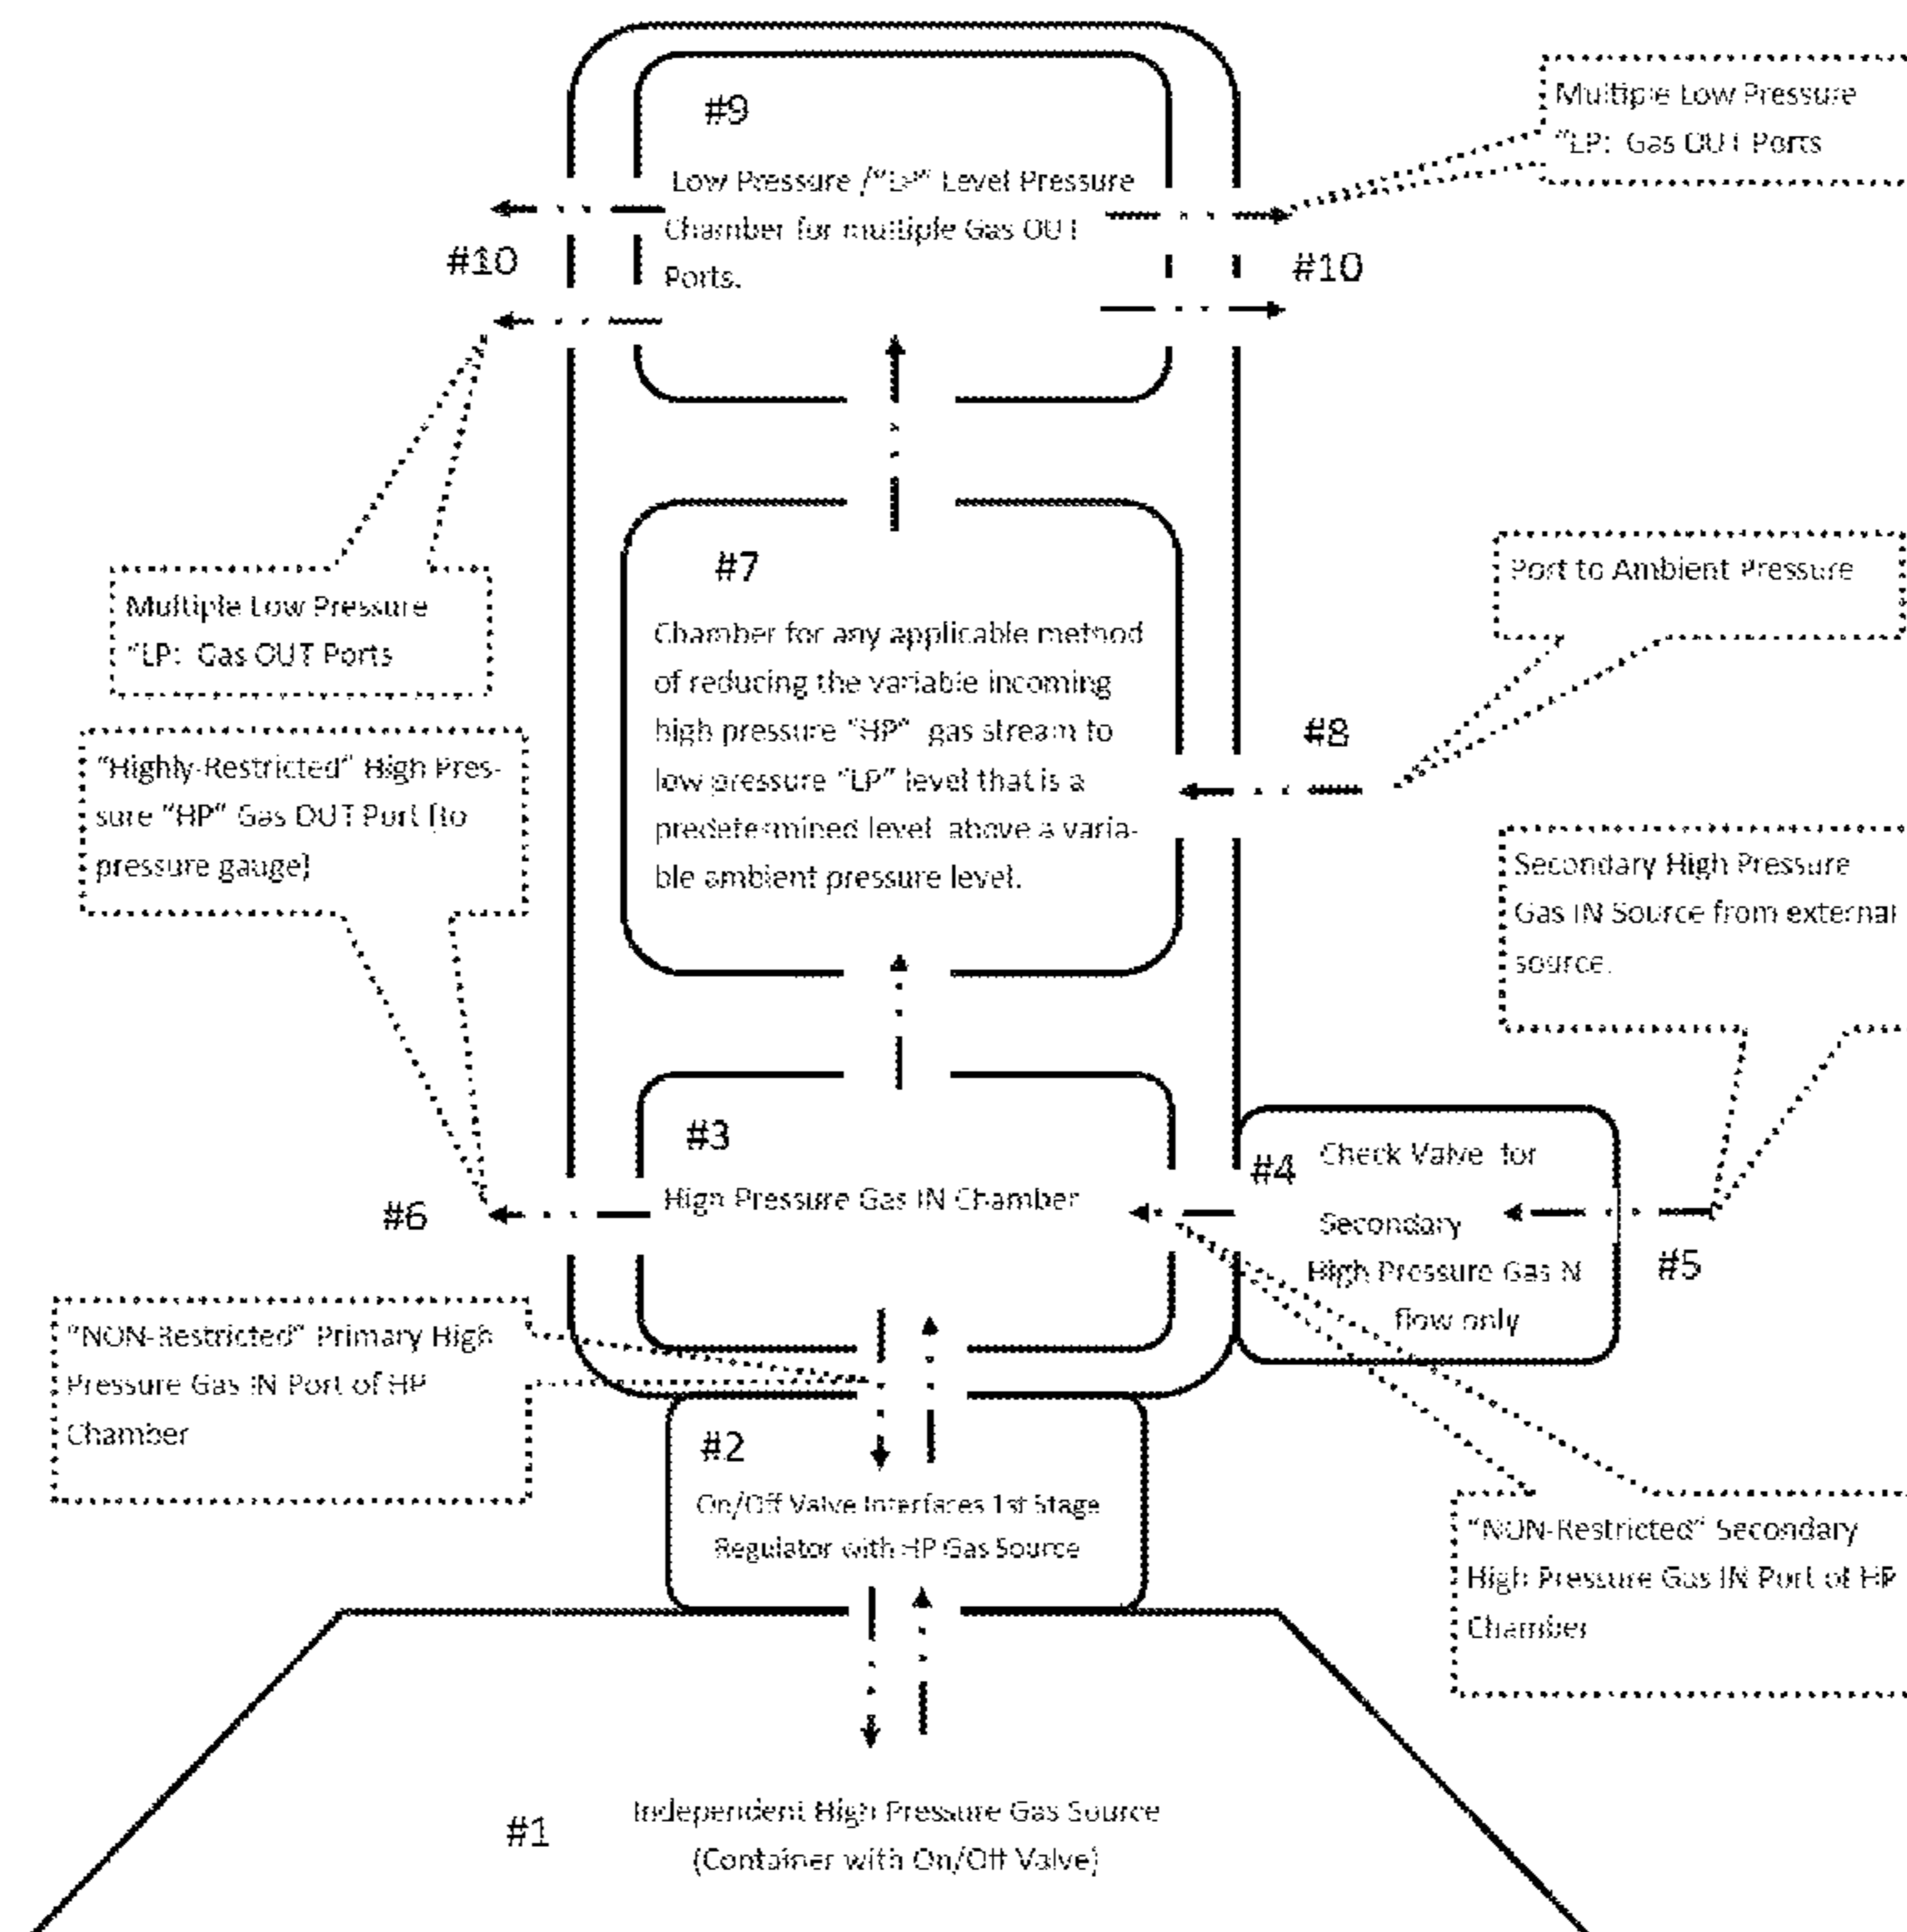 #9
Low Pressure /"LP" Level Pressure
Chamber for multiple Gas OUT
Ports.
Multiple Low Pressure
"LP: Gas OUT Ports
#10
#10
#7
Chamber for any applicable method
of reducing the variable incoming
high pressure "HP" gas stream to
low pressure "LP" level that is a
predetermined level above a varia-
ble ambient pressure level.
Multiple Low Pressure
"LP: Gas OUT Ports
Port to Ambient Pressure
#8
"Highly-Restricted" High Pres-
sure "HP" Gas OUT Port (to
pressure gauge)
Secondary High Pressure
Gas IN Source from external
source.
#3
High Pressure Gas IN Chamber
#6
#4
Check Valve for
Secondary
High Pressure Gas N
flow only
#5
"NON-Restricted" Primary High
Pressure Gas IN Port of HP
Chamber
#2
On/Off Valve Interfaces 1st Stage
Regulator with HP Gas Source
"NON-Restricted" Secondary
High Pressure Gas IN Port of HP
Chamber
#1
Independent High Pressure Gas Source
(Container with On/Off Valve)